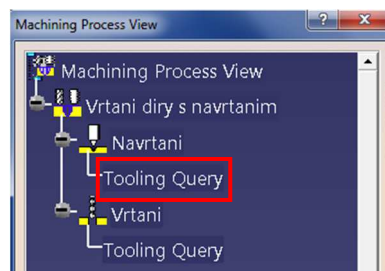 Machining Process View
Machining Process View
Vrtani diry s navrtanim
Navrtani
Tooling Query
Vrtani
Tooling Query